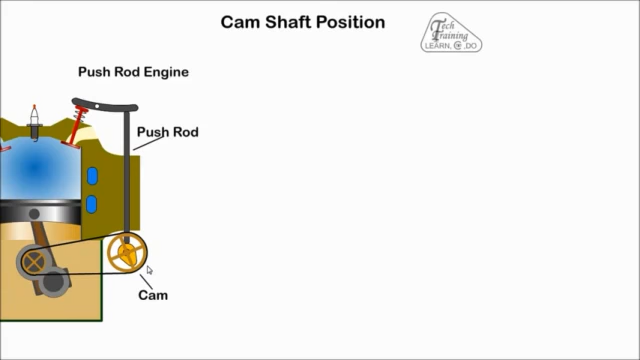 Cam Shaft Position
Tech
Training
LEARN, @ .DO
Push Rod Engine
Push Rod
Cam